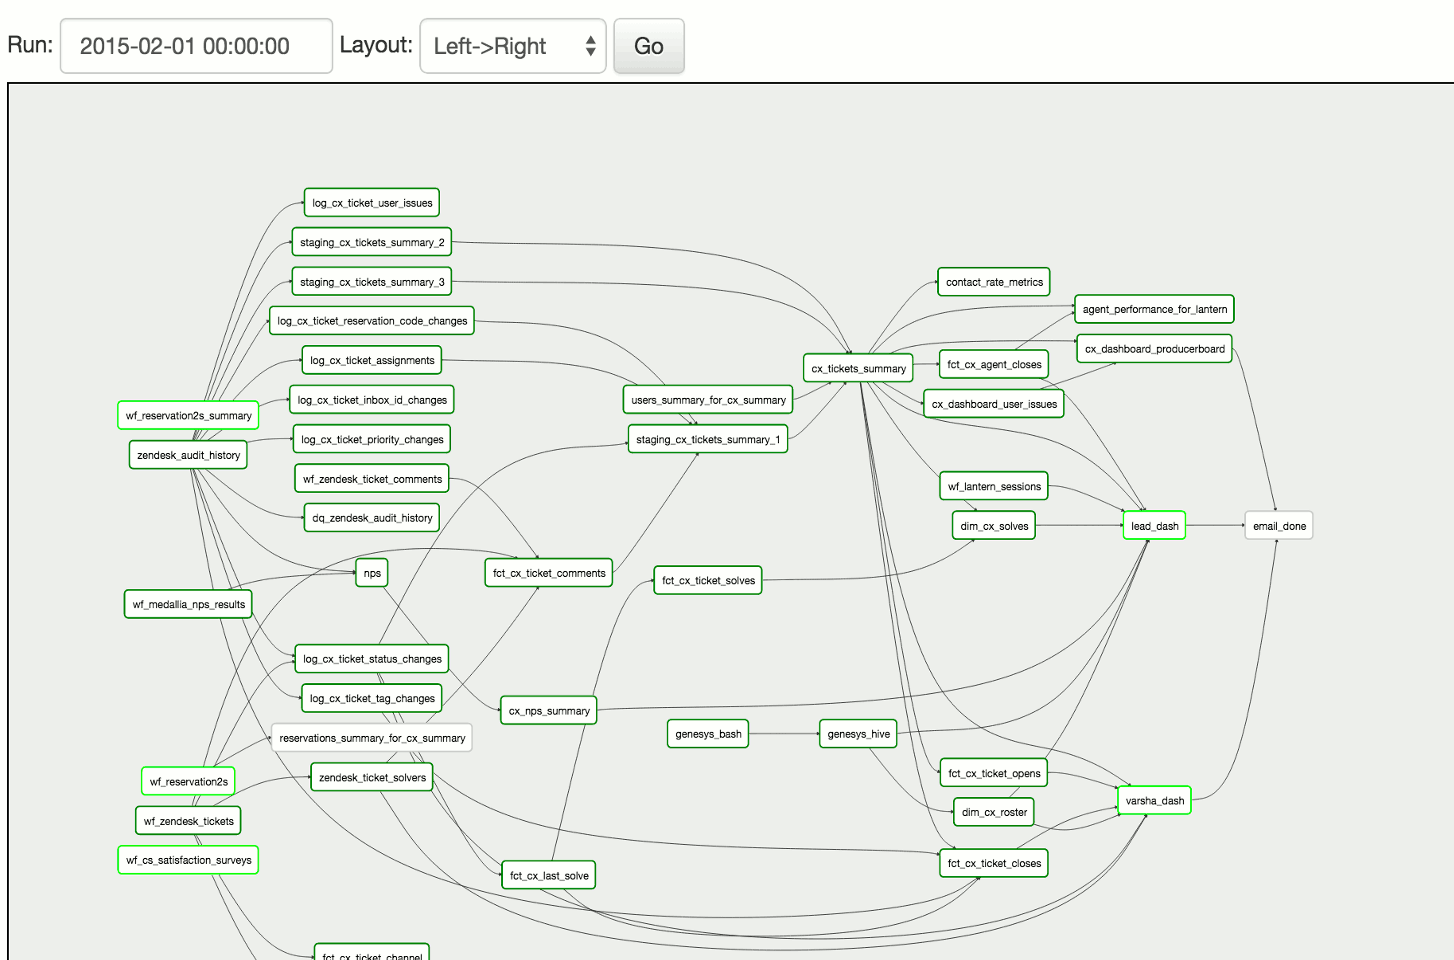 Run: 2015-02-01 00:00:00 Layout: Left->Right Go
log_cx_ticket_user_issues
staging_cx_tickets_summary_2
staging_cx_tickets_summary_3
log_cx_ticket_reservation_code_changes
log_cx_ticket_assignments
log_cx_ticket_inbox_id_changes
wf_reservation2s_summary
log_cx_ticket_priority_changes
zendesk_audit_history
wf_zendesk_ticket_comments
dq_zendesk_audit_history
nps
wf_medallia_nps_results
log_cx_ticket_status_changes
log_cx_ticket_tag_changes
reservations_summary_for_cx_summary
wf_reservation2s
zendesk_ticket_solvers
wf_zendesk_tickets
wf_cs_satisfaction_surveys
fct_cx_ticket_channel
users_summary_for_cx_summary
staging_cx_tickets_summary_1
fct_cx_ticket_comments
fct_cx_ticket_solves
cx_nps_summary
genesys_bash
genesys_hive
fct_cx_last_solve
cx_tickets_summary
contact_rate_metrics
agent_performance_for_lantern
cx_dashboard_producerboard
fct_cx_agent_closes
cx_dashboard_user_issues
wf_lantern_sessions
dim_cx_solves
lead_dash
email_done
fct_cx_ticket_opens
varsha_dash
dim_cx_roster
fct_cx_ticket_closes